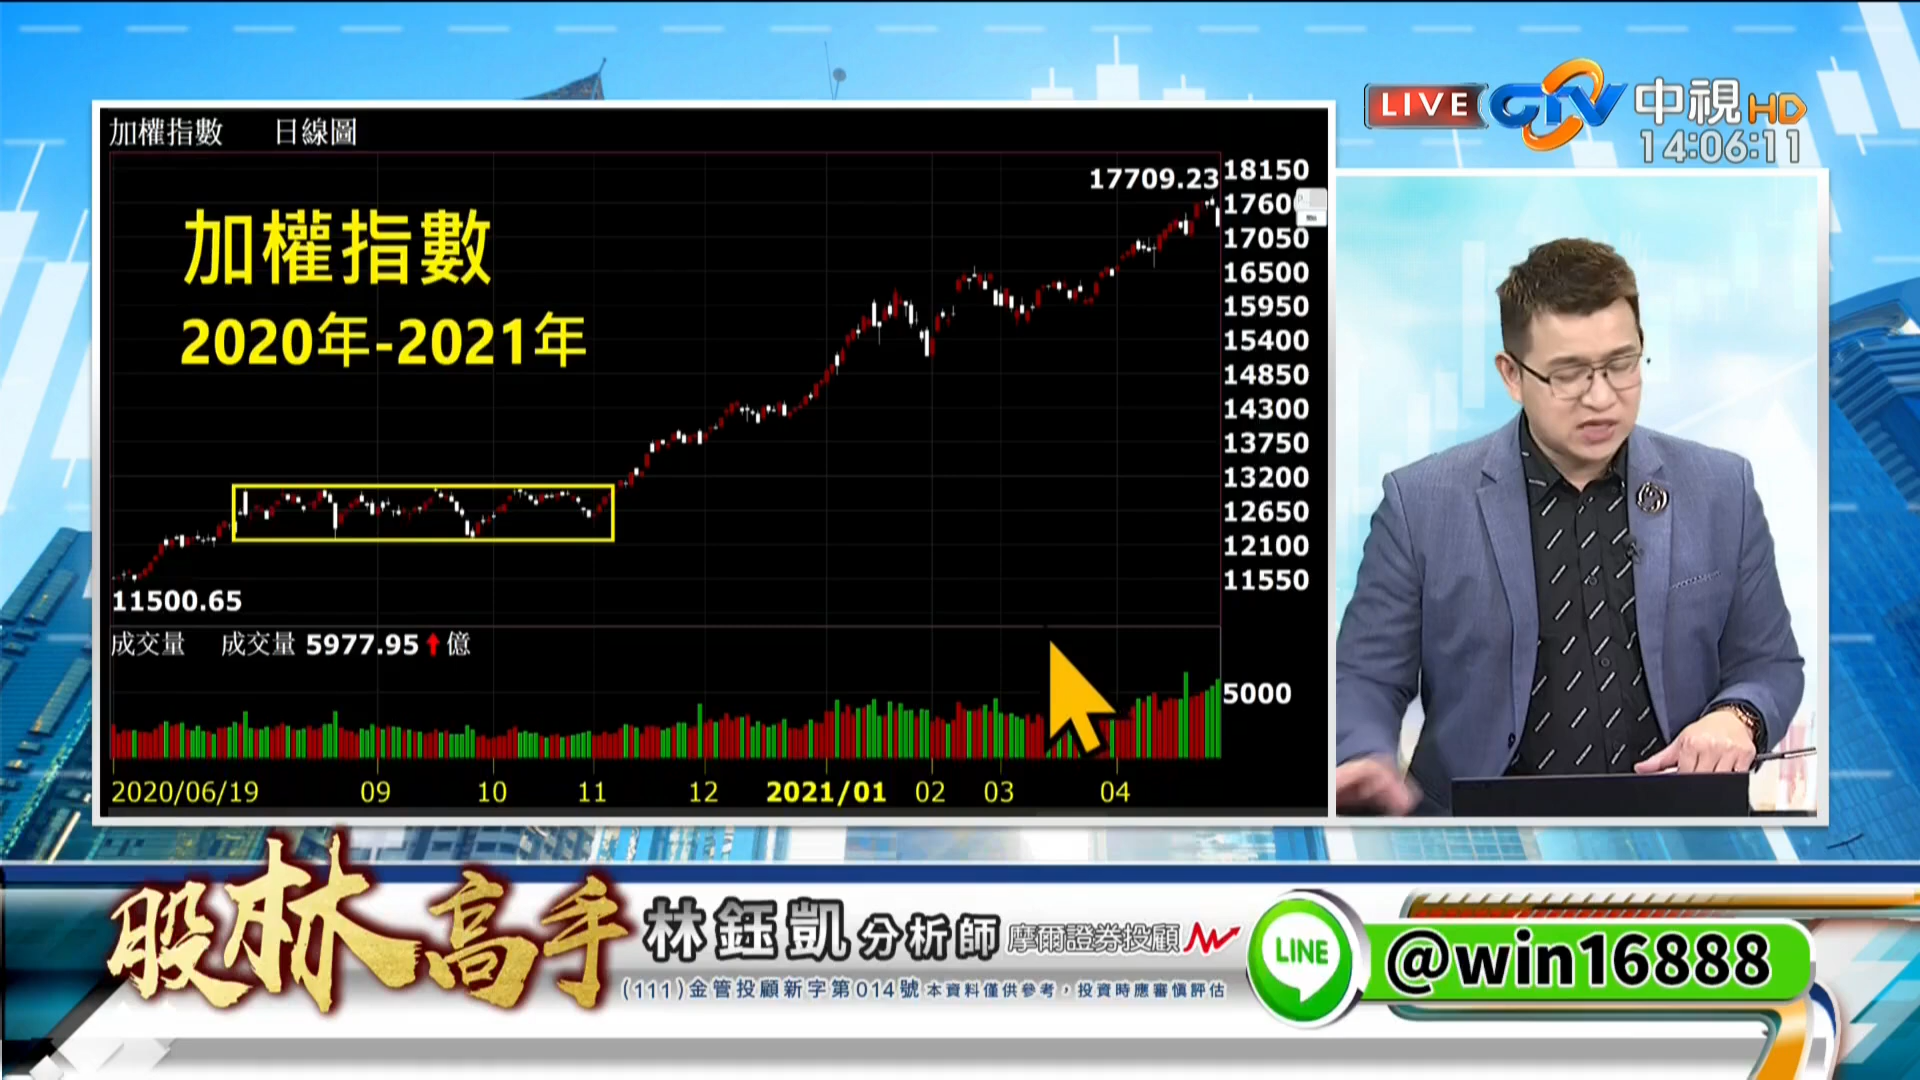 加權指數 日線圖
17709.23
加權指數
2020年-2021年
18150
1760
17050
16500
15950
15400
14850
14300
13750
13200
12650
12100
11550
11500.65
成交量 成交量 5977.95 億
5000
2020/06/19 09 10 11 12 2021/01 02 03 04
LIVE CTV 中視 HD
14:06:11
股林高手
林鈺凱 分析師 摩爾證券投顧
(111)金管投顧新字第014號 本資料僅供參考,投資時應審慎評估
LINE
@win16888